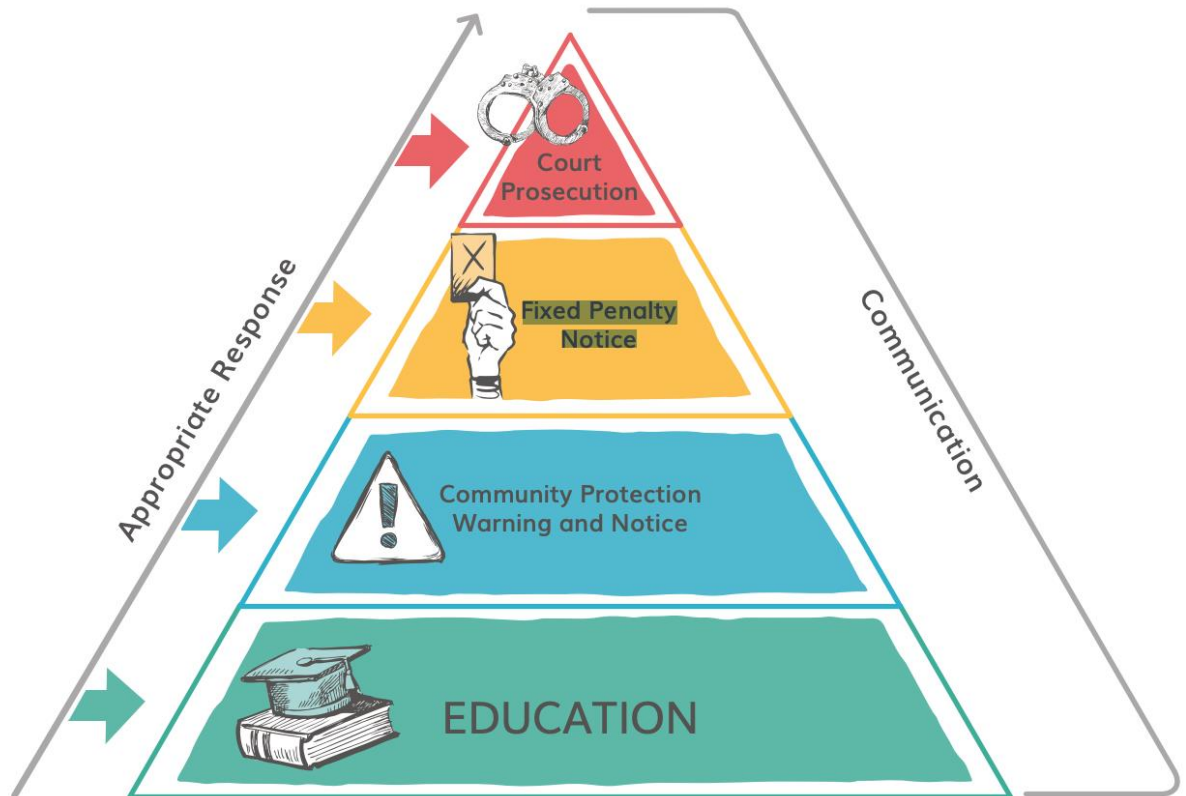 Court
Prosecution
Fixed Penalty
Notice
Appropriate Response
Communication
Community Protection
Warning and Notice
EDUCATION